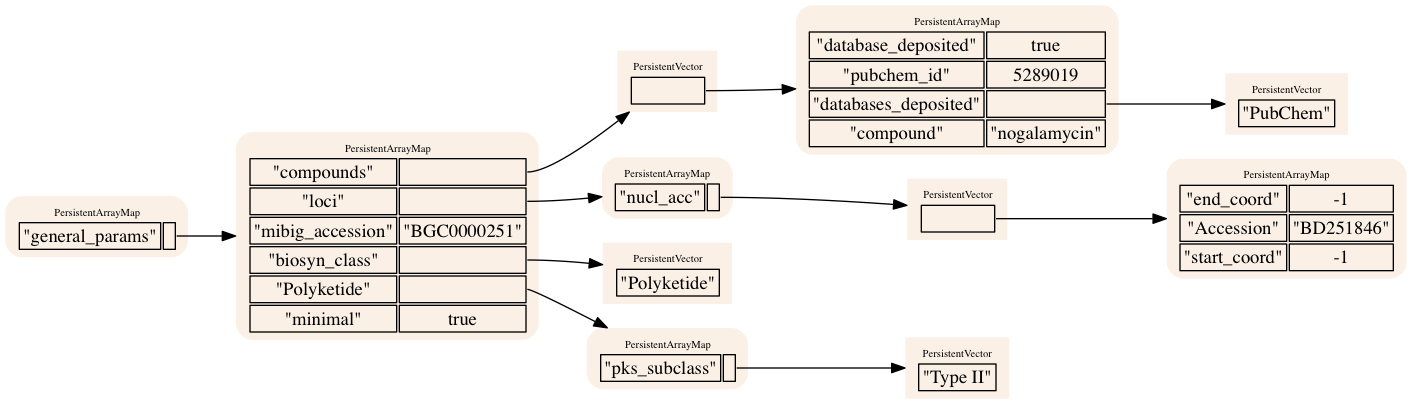 PersistentArrayMap
"general_params"
PersistentArrayMap
"compounds"
"loci"
"mibig_accession" "BGC0000251"
"biosyn_class"
"Polyketide"
"minimal" true
PersistentVector
PersistentArrayMap
"database_deposited" true
"pubchem_id" 5289019
"databases_deposited"
"compound" "nogalamycin"
PersistentVector
"PubChem"
PersistentArrayMap
"nucl_acc"
PersistentVector
PersistentArrayMap
"end_coord" -1
"Accession" "BD251846"
"start_coord" -1
PersistentVector
"Polyketide"
PersistentArrayMap
"pks_subclass"
PersistentVector
"Type II"